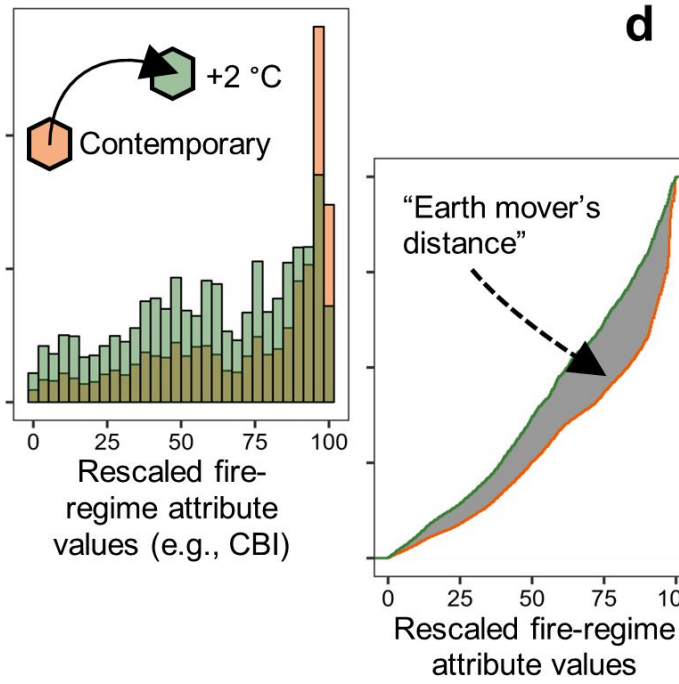 d
+2 °C
Contemporary
0 25 50 75 100
Rescaled fire-
regime attribute
values (e.g., CBI)
“Earth mover’s
distance”
0 25 50 75 10
Rescaled fire-regime
attribute values